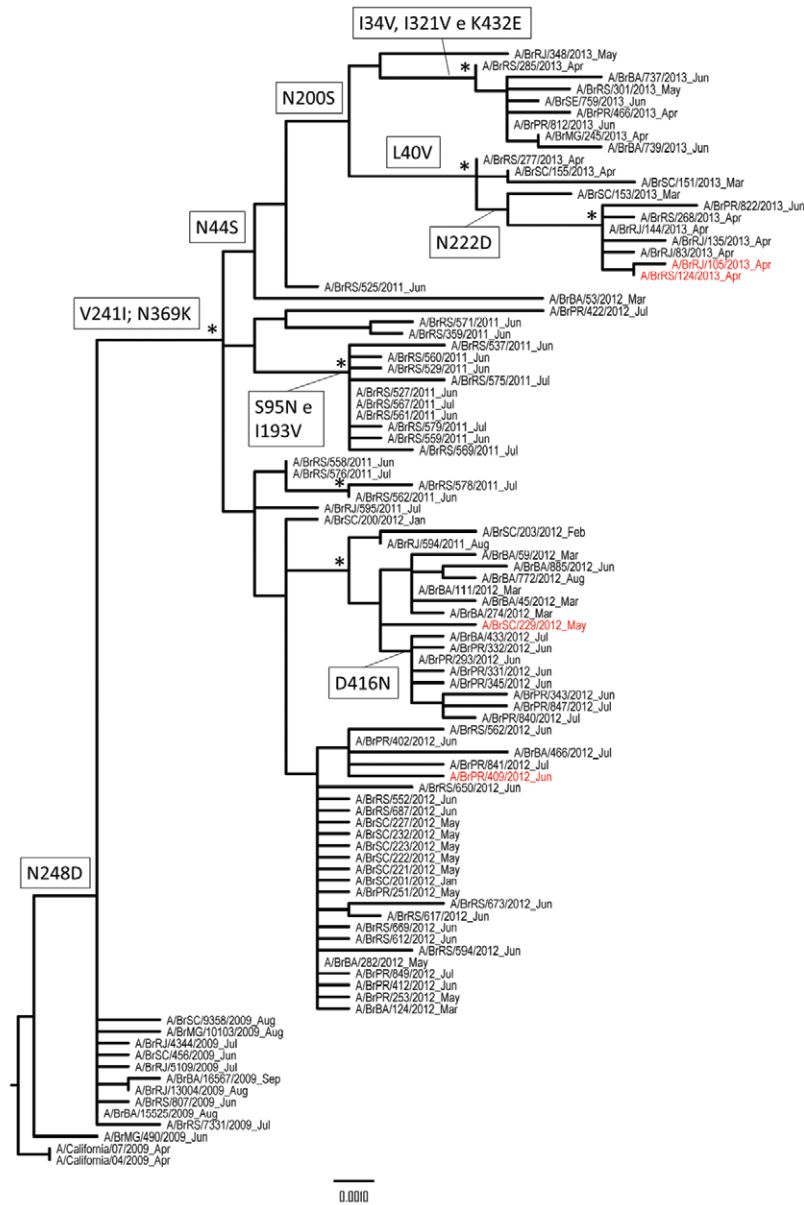 I34V, I321V e K432E
A/BrRJ/348/2013_May
*
A/BrRS/285/2013_Apr
A/BrBA/737/2013_Jun
A/BrRS/301/2013_May
A/BrSE/759/2013_Jun
A/BrPR/466/2013_Apr
A/BrPR/812/2013_Jun
A/BrMG/245/2013_Apr
A/BrBA/739/2013_Jun
N200S
L40V
*
A/BrRS/277/2013_Apr
A/BrSC/155/2013_Apr
A/BrSC/151/2013_Mar
A/BrSC/153/2013_Mar
A/BrPR/822/2013_Jun
*
A/BrRS/268/2013_Apr
A/BrRJ/144/2013_Apr
A/BrRJ/135/2013_Apr
A/BrRJ/83/2013_Apr
A/BrRJ/105/2013_Apr
A/BrRS/124/2013_Apr
N44S
N222D
A/BrRS/525/2011_Jun
A/BrBA/53/2012_Mar
V241I; N369K
*
A/BrPR/422/2012_Jul
A/BrRS/571/2011_Jun
A/BrRS/359/2011_Jun
A/BrRS/537/2011_Jun
*
A/BrRS/560/2011_Jun
A/BrRS/529/2011_Jun
A/BrRS/575/2011_Jul
A/BrRS/527/2011_Jun
A/BrRS/567/2011_Jul
A/BrRS/561/2011_Jun
A/BrRS/579/2011_Jul
A/BrRS/559/2011_Jun
A/BrRS/569/2011_Jul
S95N e
I193V
A/BrRS/558/2011_Jun
A/BrRS/576/2011_Jul
*
A/BrRS/578/2011_Jul
A/BrRS/562/2011_Jun
A/BrRJ/595/2011_Jul
A/BrSC/200/2012_Jan
A/BrSC/203/2012_Feb
A/BrRJ/594/2011_Aug
*
A/BrBA/59/2012_Mar
A/BrBA/885/2012_Jun
A/BrBA/772/2012_Aug
A/BrBA/111/2012_Mar
A/BrBA/45/2012_Mar
A/BrBA/274/2012_Mar
A/BrSC/229/2012_May
A/BrBA/433/2012_Jul
A/BrPR/332/2012_Jun
A/BrPR/293/2012_Jun
A/BrPR/331/2012_Jun
A/BrPR/345/2012_Jun
A/BrPR/343/2012_Jun
A/BrPR/847/2012_Jul
A/BrPR/840/2012_Jul
D416N
A/BrRS/562/2012_Jun
A/BrPR/402/2012_Jun
A/BrBA/466/2012_Jul
A/BrPR/841/2012_Jul
A/BrPR/409/2012_Jun
A/BrRS/650/2012_Jun
A/BrRS/552/2012_Jun
A/BrRS/687/2012_Jun
A/BrSC/227/2012_May
A/BrSC/232/2012_May
A/BrSC/223/2012_May
A/BrSC/222/2012_May
A/BrSC/221/2012_May
A/BrSC/201/2012_Jan
A/BrPR/251/2012_May
A/BrRS/673/2012_Jun
A/BrRS/617/2012_Jun
A/BrRS/669/2012_Jun
A/BrRS/612/2012_Jun
A/BrRS/594/2012_Jun
A/BrBA/282/2012_May
A/BrPR/849/2012_Jul
A/BrPR/412/2012_Jun
A/BrPR/253/2012_May
A/BrBA/124/2012_Mar
N248D
A/BrSC/9358/2009_Aug
A/BrMG/10103/2009_Aug
A/BrRJ/4344/2009_Jul
A/BrSC/456/2009_Jun
A/BrRJ/5109/2009_Jul
A/BrBA/16567/2009_Sep
A/BrRJ/13004/2009_Aug
A/BrRS/807/2009_Jun
A/BrBA/15525/2009_Aug
A/BrRS/7331/2009_Jul
A/BrMG/490/2009_Jun
A/California/07/2009_Apr
A/California/04/2009_Apr
0.0010